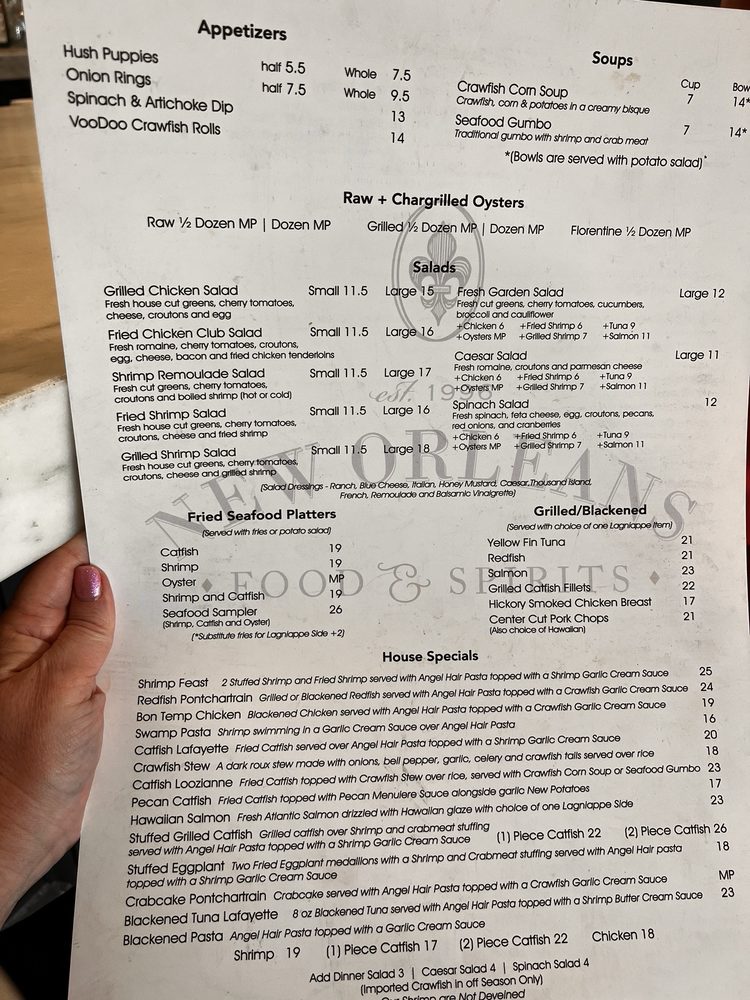 Appetizers
Hush Puppies half 5.5 Whole 7.5
Onion Rings half 7.5 Whole 9.5
Spinach & Artichoke Dip 13
VooDoo Crawfish Rolls 14
Soups
Cup Bow
Crawfish Corn Soup 7 14*
Crawfish, corn & potatoes in a creamy bisque
Seafood Gumbo 7 14*
Traditional gumbo with shrimp and crab meat
*(Bowls are served with potato salad)*
Raw + Chargrilled Oysters
Raw ½ Dozen MP | Dozen MP Grilled ½ Dozen MP | Dozen MP Florentine ½ Dozen MP
Salads
Grilled Chicken Salad Small 11.5 Large 15
Fresh house cut greens, cherry tomatoes,
cheese, croutons and egg
Fried Chicken Club Salad Small 11.5 Large 16
Fresh romaine, cherry tomatoes, croutons,
egg, cheese, bacon and fried chicken tenderloins
Shrimp Remoulade Salad Small 11.5 Large 17
Fresh cut greens, cherry tomatoes,
croutons and boiled shrimp (hot or cold)
Fried Shrimp Salad Small 11.5 Large 16
Fresh house cut greens, cherry tomatoes,
croutons, cheese and fried shrimp
Grilled Shrimp Salad Small 11.5 Large 18
Fresh house cut greens, cherry tomatoes,
croutons, cheese and grilled shrimp
Fresh Garden Salad Large 12
Fresh cut greens, cherry tomatoes, cucumbers,
broccoli and cauliflower
+Chicken 6 +Fried Shrimp 6 +Tuna 9
+Oysters MP +Grilled Shrimp 7 +Salmon 11
Caesar Salad Large 11
Fresh romaine, croutons and parmesan cheese
+Chicken 6 +Fried Shrimp 6 +Tuna 9
+Oysters MP +Grilled Shrimp 7 +Salmon 11
Spinach Salad 12
Fresh spinach, feta cheese, egg, croutons, pecans,
red onions, and cranberries
+Chicken 6 +Fried Shrimp 6 +Tuna 9
+Oysters MP +Grilled Shrimp 7 +Salmon 11
(Salad Dressings - Ranch, Blue Cheese, Italian, Honey Mustard, Caesar, Thousand Island,
French, Remoulade and Balsamic Vinaigrette)
est. 1998
NEW ORLEANS
FOOD & SPIRITS
Fried Seafood Platters
(Served with fries or potato salad)
Catfish 19
Shrimp 19
Oyster MP
Shrimp and Catfish 19
Seafood Sampler 26
(Shrimp, Catfish and Oyster)
(*Substitute fries for Lagniappe Side +2)
Grilled/Blackened
(Served with choice of one Lagniappe item)
Yellow Fin Tuna 21
Redfish 21
Salmon 23
Grilled Catfish Fillets 22
Hickory Smoked Chicken Breast 17
Center Cut Pork Chops 21
(Also choice of Hawaiian)
House Specials
Shrimp Feast 2 Stuffed Shrimp and Fried Shrimp served with Angel Hair Pasta topped with a Shrimp Garlic Cream Sauce 25
Redfish Pontchartrain Grilled or Blackened Redfish served with Angel Hair Pasta topped with a Crawfish Garlic Cream Sauce 24
Bon Temp Chicken Blackened Chicken served with Angel Hair Pasta topped with a Crawfish Garlic Cream Sauce 19
Swamp Pasta Shrimp swimming in a Garlic Cream Sauce over Angel Hair Pasta 16
Catfish Lafayette Fried Catfish served over Angel Hair Pasta topped with a Shrimp Garlic Cream Sauce 20
Crawfish Stew A dark roux stew made with onions, bell pepper, garlic, celery and crawfish tails served over rice 18
Catfish Loozianne Fried Catfish topped with Crawfish Stew over rice, served with Crawfish Corn Soup or Seafood Gumbo 23
Pecan Catfish Fried Catfish topped with Pecan Menulere Sauce alongside garlic New Potatoes 17
Hawaiian Salmon Fresh Atlantic Salmon drizzled with Hawaiian glaze with choice of one Lagniappe Side 23
Stuffed Grilled Catfish Grilled catfish over Shrimp and crabmeat stuffing
served with Angel Hair Pasta topped with a Shrimp Garlic Cream Sauce (1) Piece Catfish 22 (2) Piece Catfish 26
Stuffed Eggplant Two Fried Eggplant medallions with a Shrimp and Crabmeat stuffing served with Angel Hair pasta 18
topped with a Shrimp Garlic Cream Sauce
Crabcake Pontchartrain Crabcake served with Angel Hair Pasta topped with a Crawfish Garlic Cream Sauce MP
Blackened Tuna Lafayette 8 oz Blackened Tuna served with Angel Hair Pasta topped with a Shrimp Butter Cream Sauce 23
Blackened Pasta Angel Hair Pasta topped with a Garlic Cream Sauce
Shrimp 19 (1) Piece Catfish 17 (2) Piece Catfish 22 Chicken 18
Add Dinner Salad 3 | Caesar Salad 4 | Spinach Salad 4
(Imported Crawfish in off Season Only)
Shrimp are Not Deveined